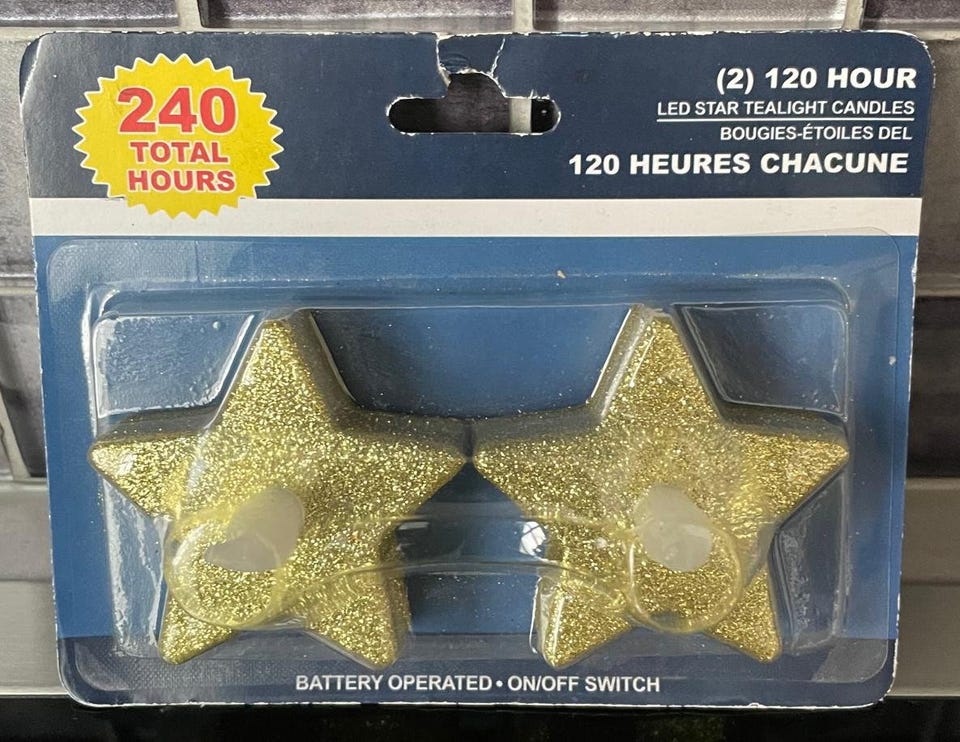 240
TOTAL
HOURS
(2) 120 HOUR
LED STAR TEALIGHT CANDLES
BOUGIES-ÉTOILES DEL
120 HEURES CHACUNE
BATTERY OPERATED • ON/OFF SWITCH